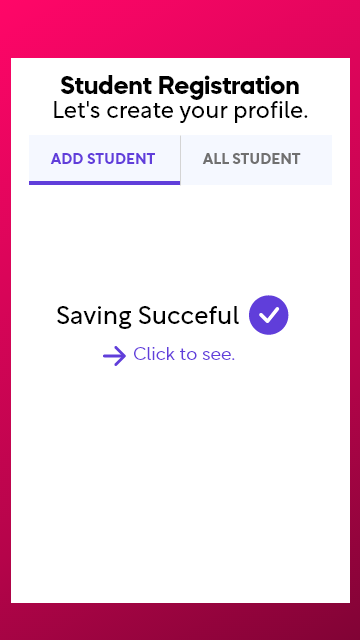 Student Registration
Let's create your profile.
ADD STUDENT
ALL STUDENT
Saving Succeful
Click to see.